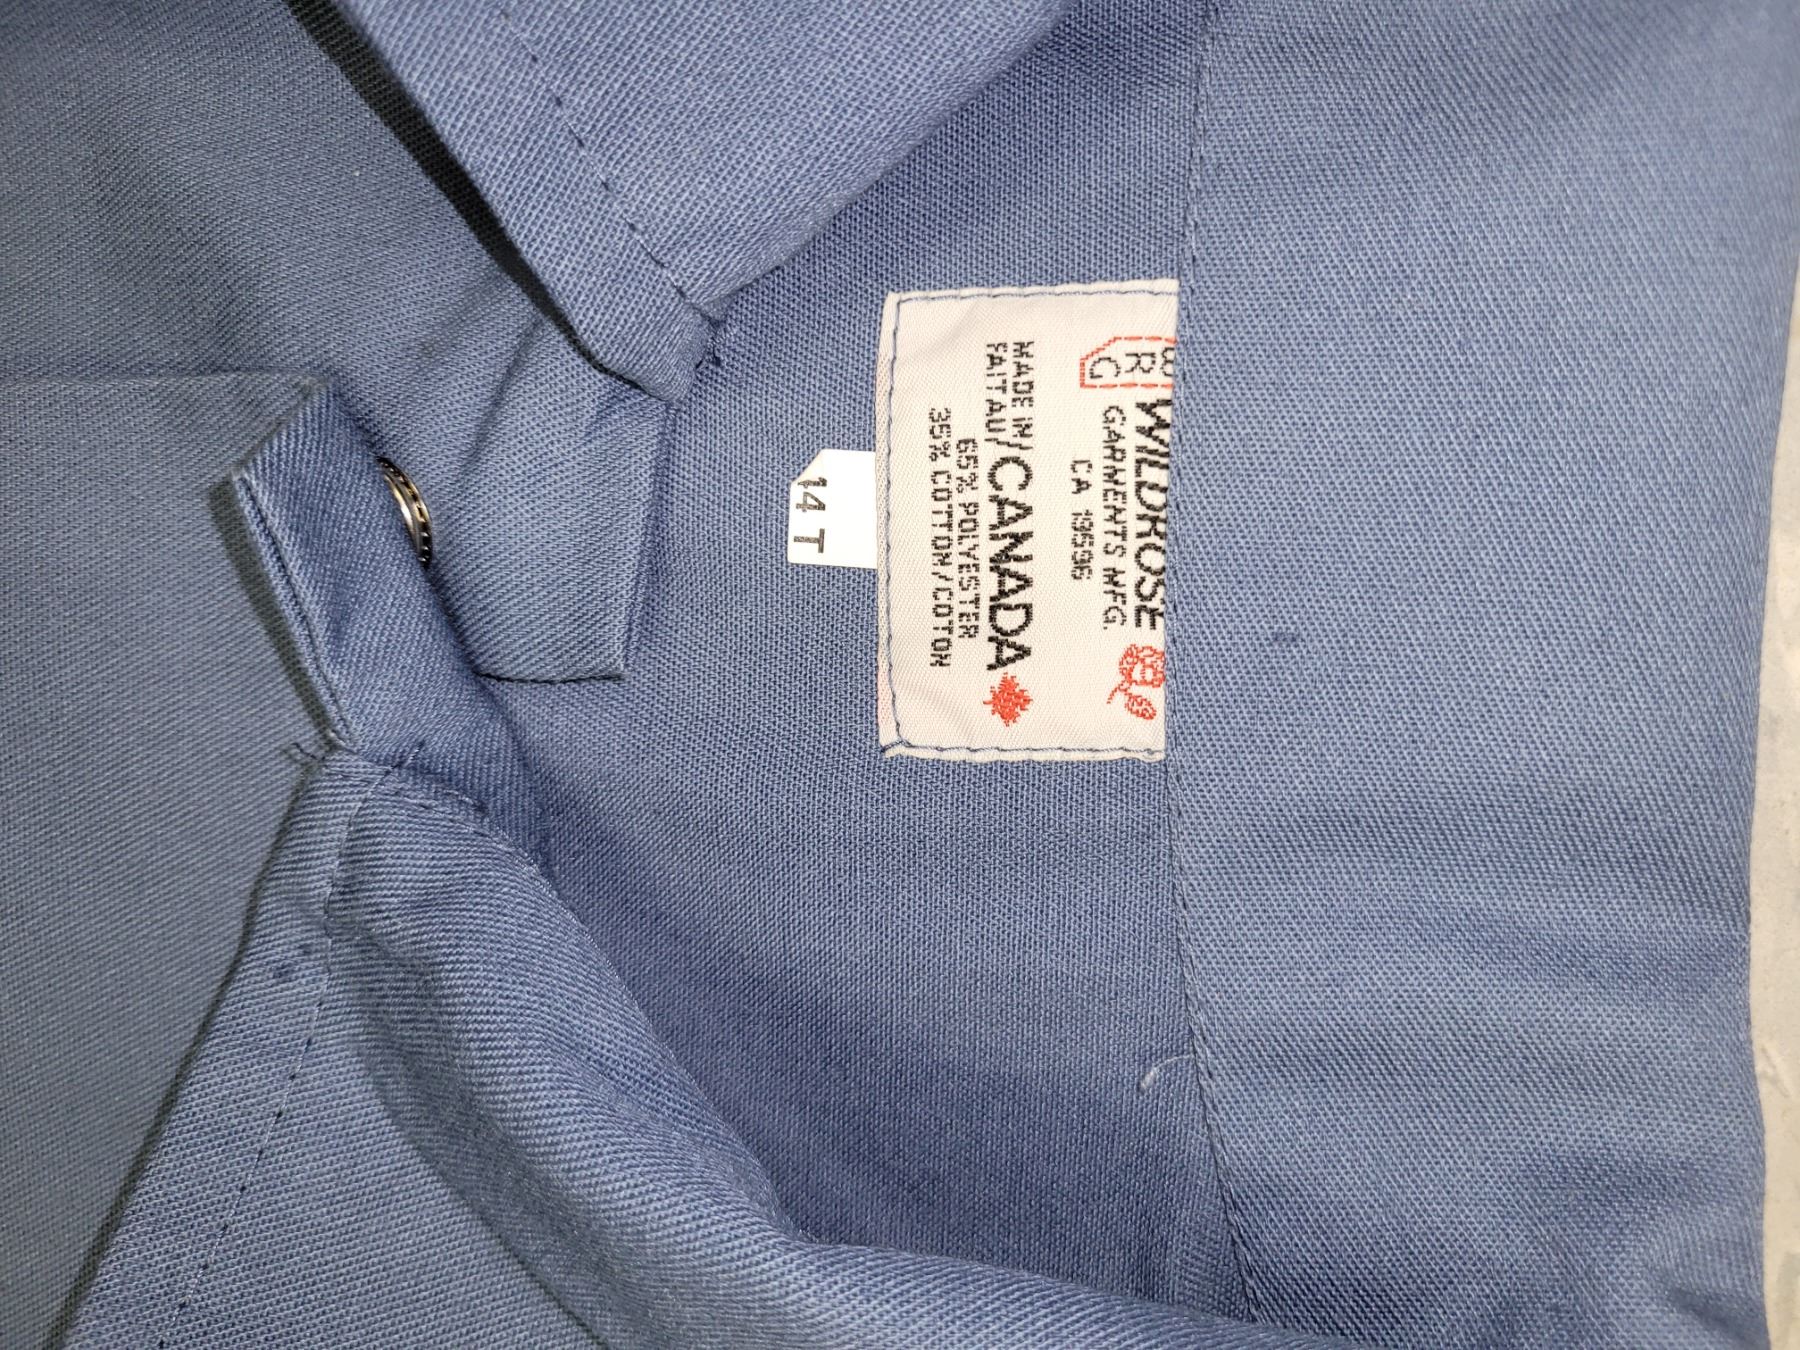 W
R
G
WILDROSE
GARMENTS MFG.
CA 19596
MADE IN/
FAIT AU/CANADA
65% POLYESTER
35% COTTON/COTON
14 T